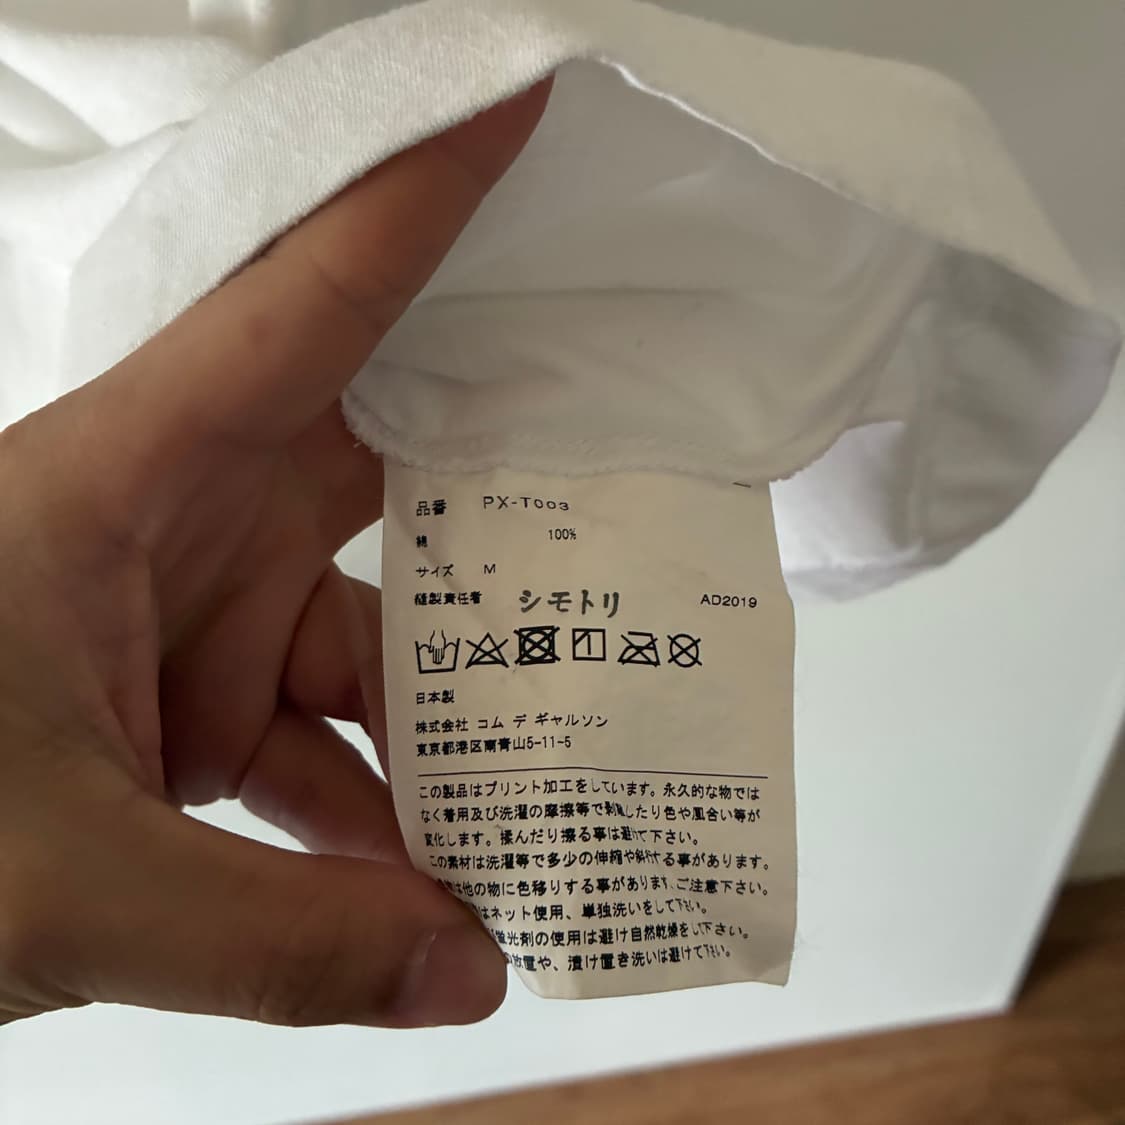 品番 PX-T003
綿 100%
サイズ M
縫製責任者 シモトリ AD2019
日本製
株式会社 コム デ ギャルソン
東京都港区南青山5-11-5
この製品はプリント加工をしています。永久的な物では
なく着用及び洗濯の摩擦等で剥離したり色や風合い等が
変化します。揉んだり擦る事は避けて下さい。
この素材は洗濯等で多少の伸縮や斜行する事があります。
は他の物に色移りする事があります、ご注意下さい。
はネット使用、単独洗いをして下さい。
蛍光剤の使用は避け自然乾燥をして下さい。
の放置や、漬け置き洗いは避けて下さい。